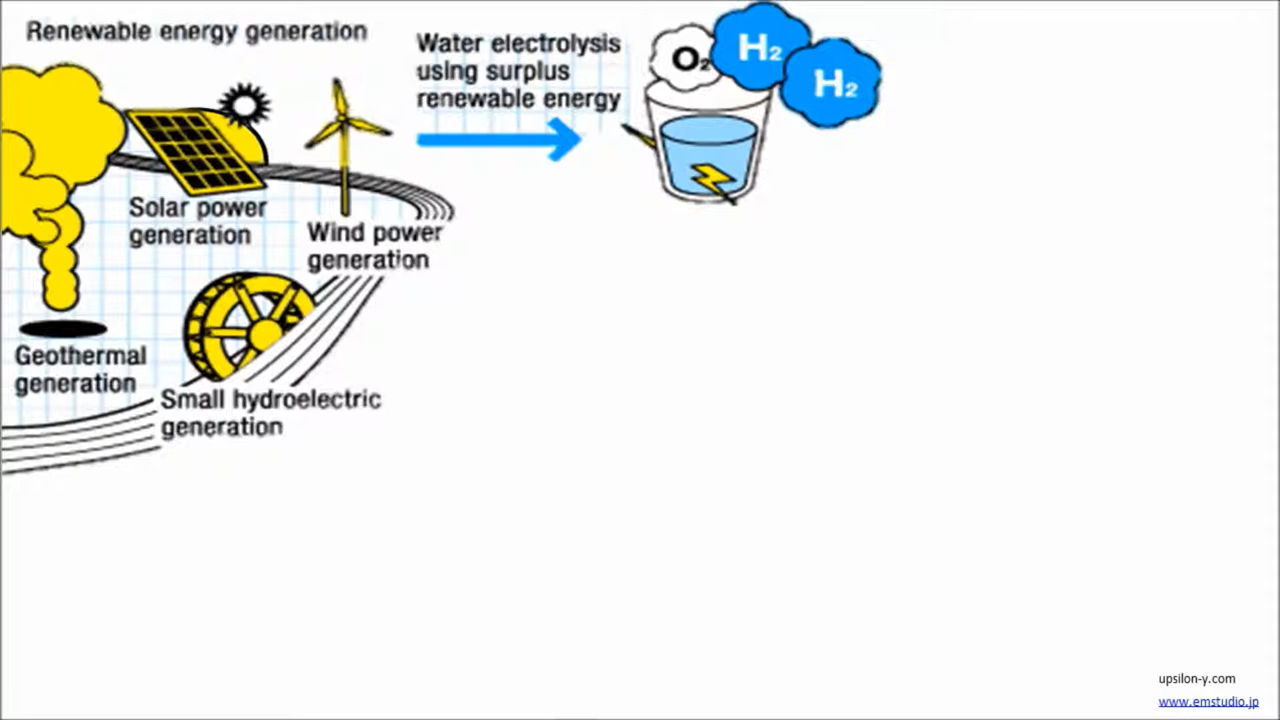 Renewable energy generation
Water electrolysis
using surplus
renewable energy
O₂
H₂
H₂
Solar power
generation
Wind power
generation
Geothermal
generation
Small hydroelectric
generation
upsilon-y.com
www.emstudio.jp